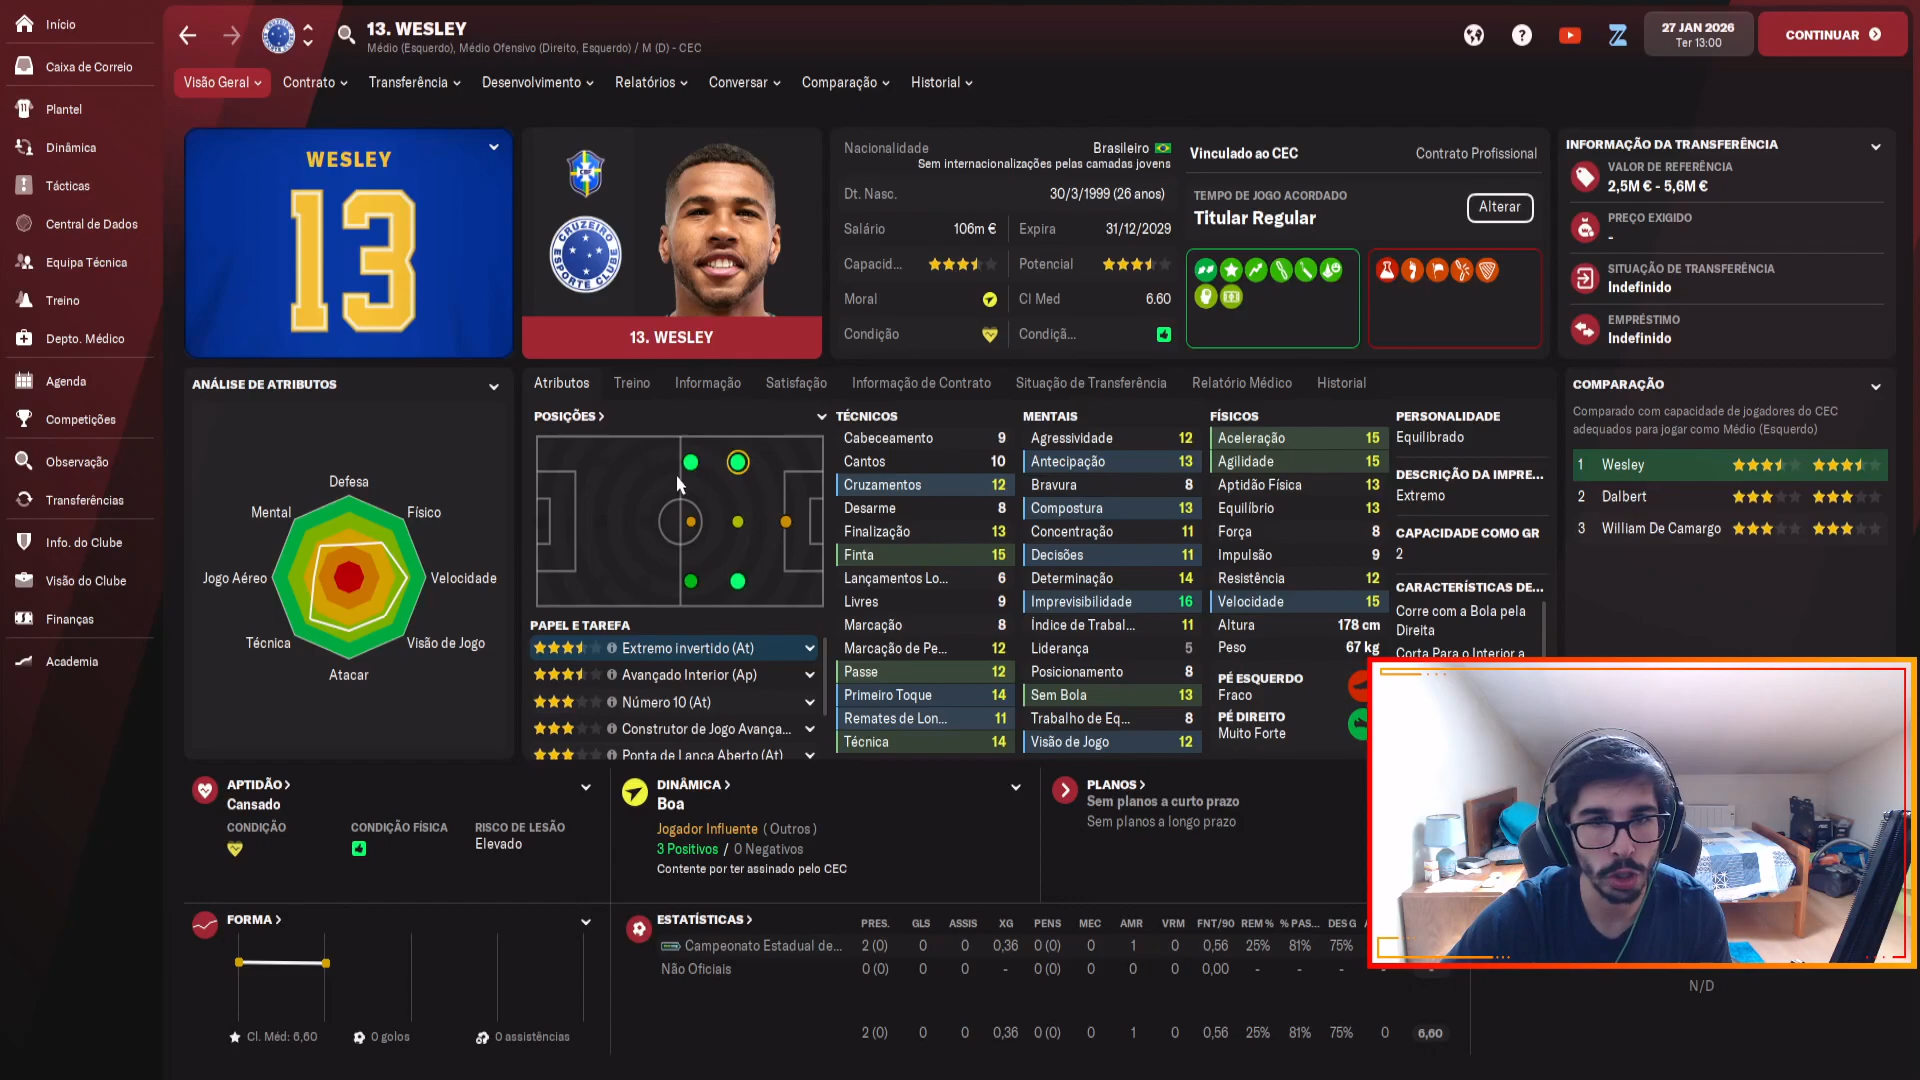 Início
Caixa de Correio
Plantel
Dinâmica
Tácticas
Central de Dados
Equipa Técnica
Treino
Depto. Médico
Agenda
Competições
Observação
Transferências
Info. do Clube
Visão do Clube
Finanças
Academia
13. WESLEY
Médio (Esquerdo), Médio Ofensivo (Direito, Esquerdo) / M (D) - CEC
27 JAN 2026
Ter 13:00
CONTINUAR
Visão Geral
Contrato
Transferência
Desenvolvimento
Relatórios
Conversar
Comparação
Historial
WESLEY
13
CBF
CRUZEIRO
ESPORTE CLUBE
13. WESLEY
Nacionalidade Brasileiro
Sem internacionalizações pelas camadas jovens
Dt. Nasc. 30/3/1999 (26 anos)
Salário 106m € Expira 31/12/2029
Capacid... Potencial
Moral Cl Med 6.60
Condição Condiçã...
Vinculado ao CEC Contrato Profissional
TEMPO DE JOGO ACORDADO
Titular Regular
Alterar
INFORMAÇÃO DA TRANSFERÊNCIA
VALOR DE REFERÊNCIA
2,5M € - 5,6M €
PREÇO EXIGIDO
-
SITUAÇÃO DE TRANSFERÊNCIA
Indefinido
EMPRÉSTIMO
Indefinido
ANÁLISE DE ATRIBUTOS
Defesa
Físico
Velocidade
Visão de Jogo
Atacar
Técnica
Jogo Aéreo
Mental
Atributos Treino Informação Satisfação Informação de Contrato Situação de Transferência Relatório Médico Historial
POSIÇÕES
PAPEL E TAREFA
Extremo invertido (At)
Avançado Interior (Ap)
Número 10 (At)
Construtor de Jogo Avança...
Ponta de Lança Aberto (At)
TÉCNICOS
Cabeceamento 9
Cantos 10
Cruzamentos 12
Desarme 8
Finalização 13
Finta 15
Lançamentos Lo... 6
Livres 9
Marcação 8
Marcação de Pe... 12
Passe 12
Primeiro Toque 14
Remates de Lon... 11
Técnica 14
MENTAIS
Agressividade 12
Antecipação 13
Bravura 8
Compostura 13
Concentração 11
Decisões 11
Determinação 14
Imprevisibilidade 16
Índice de Trabal... 11
Liderança 5
Posicionamento 8
Sem Bola 13
Trabalho de Eq... 8
Visão de Jogo 12
FÍSICOS
Aceleração 15
Agilidade 15
Aptidão Física 13
Equilíbrio 13
Força 8
Impulsão 9
Resistência 12
Velocidade 15
Altura 178 cm
Peso 67 kg
PÉ ESQUERDO
Fraco
PÉ DIREITO
Muito Forte
PERSONALIDADE
Equilibrado
DESCRIÇÃO DA IMPRE...
Extremo
CAPACIDADE COMO GR
2
CARACTERÍSTICAS DE...
Corre com a Bola pela
Direita
Corta Para o Interior a
COMPARAÇÃO
Comparado com capacidade de jogadores do CEC
adequados para jogar como Médio (Esquerdo)
1 Wesley
2 Dalbert
3 William De Camargo
APTIDÃO
Cansado
CONDIÇÃO CONDIÇÃO FÍSICA RISCO DE LESÃO
Elevado
DINÂMICA
Boa
Jogador Influente ( Outros )
3 Positivos / 0 Negativos
Contente por ter assinado pelo CEC
PLANOS
Sem planos a curto prazo
Sem planos a longo prazo
FORMA
Cl. Méd: 6,60 0 golos 0 assistências
ESTATÍSTICAS PRES. GLS ASSIS XG PENS MEC AMR VRM FNT/90 REM % % PAS... DES G
Campeonato Estadual de... 2 (0) 0 0 0,36 0 (0) 0 1 0 0,56 25% 81% 75%
Não Oficiais 0 (0) 0 0 - 0 (0) 0 0 0 0,00 - - -
2 (0) 0 0 0,36 0 (0) 0 1 0 0,56 25% 81% 75% 0 6,60
N/D